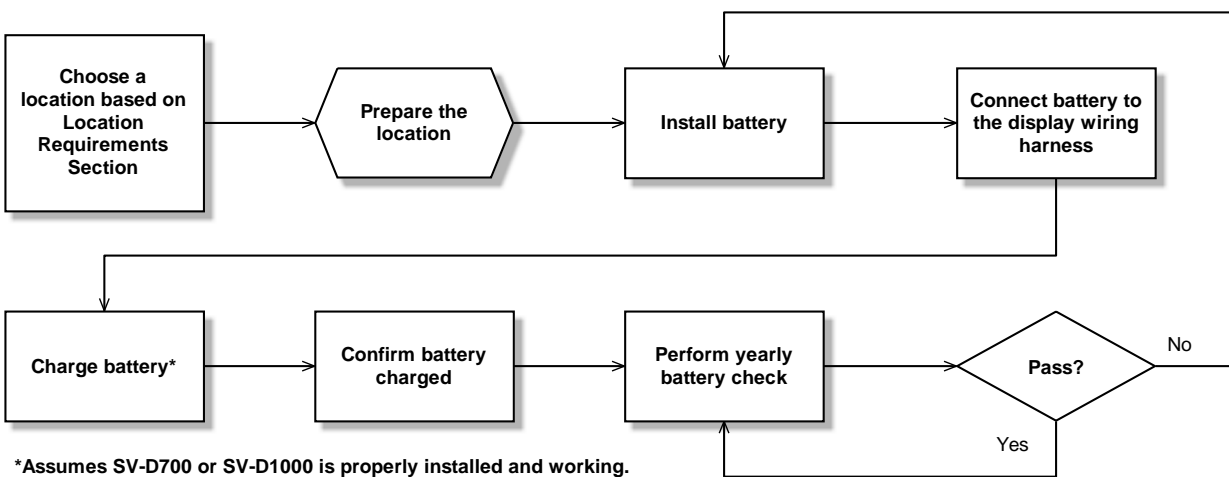 Choose a
location based on
Location
Requirements
Section
Prepare the
location
Install battery
Connect battery to
the display wiring
harness
Charge battery*
Confirm battery
charged
Perform yearly
battery check
Pass?
No
Yes
*Assumes SV-D700 or SV-D1000 is properly installed and working.